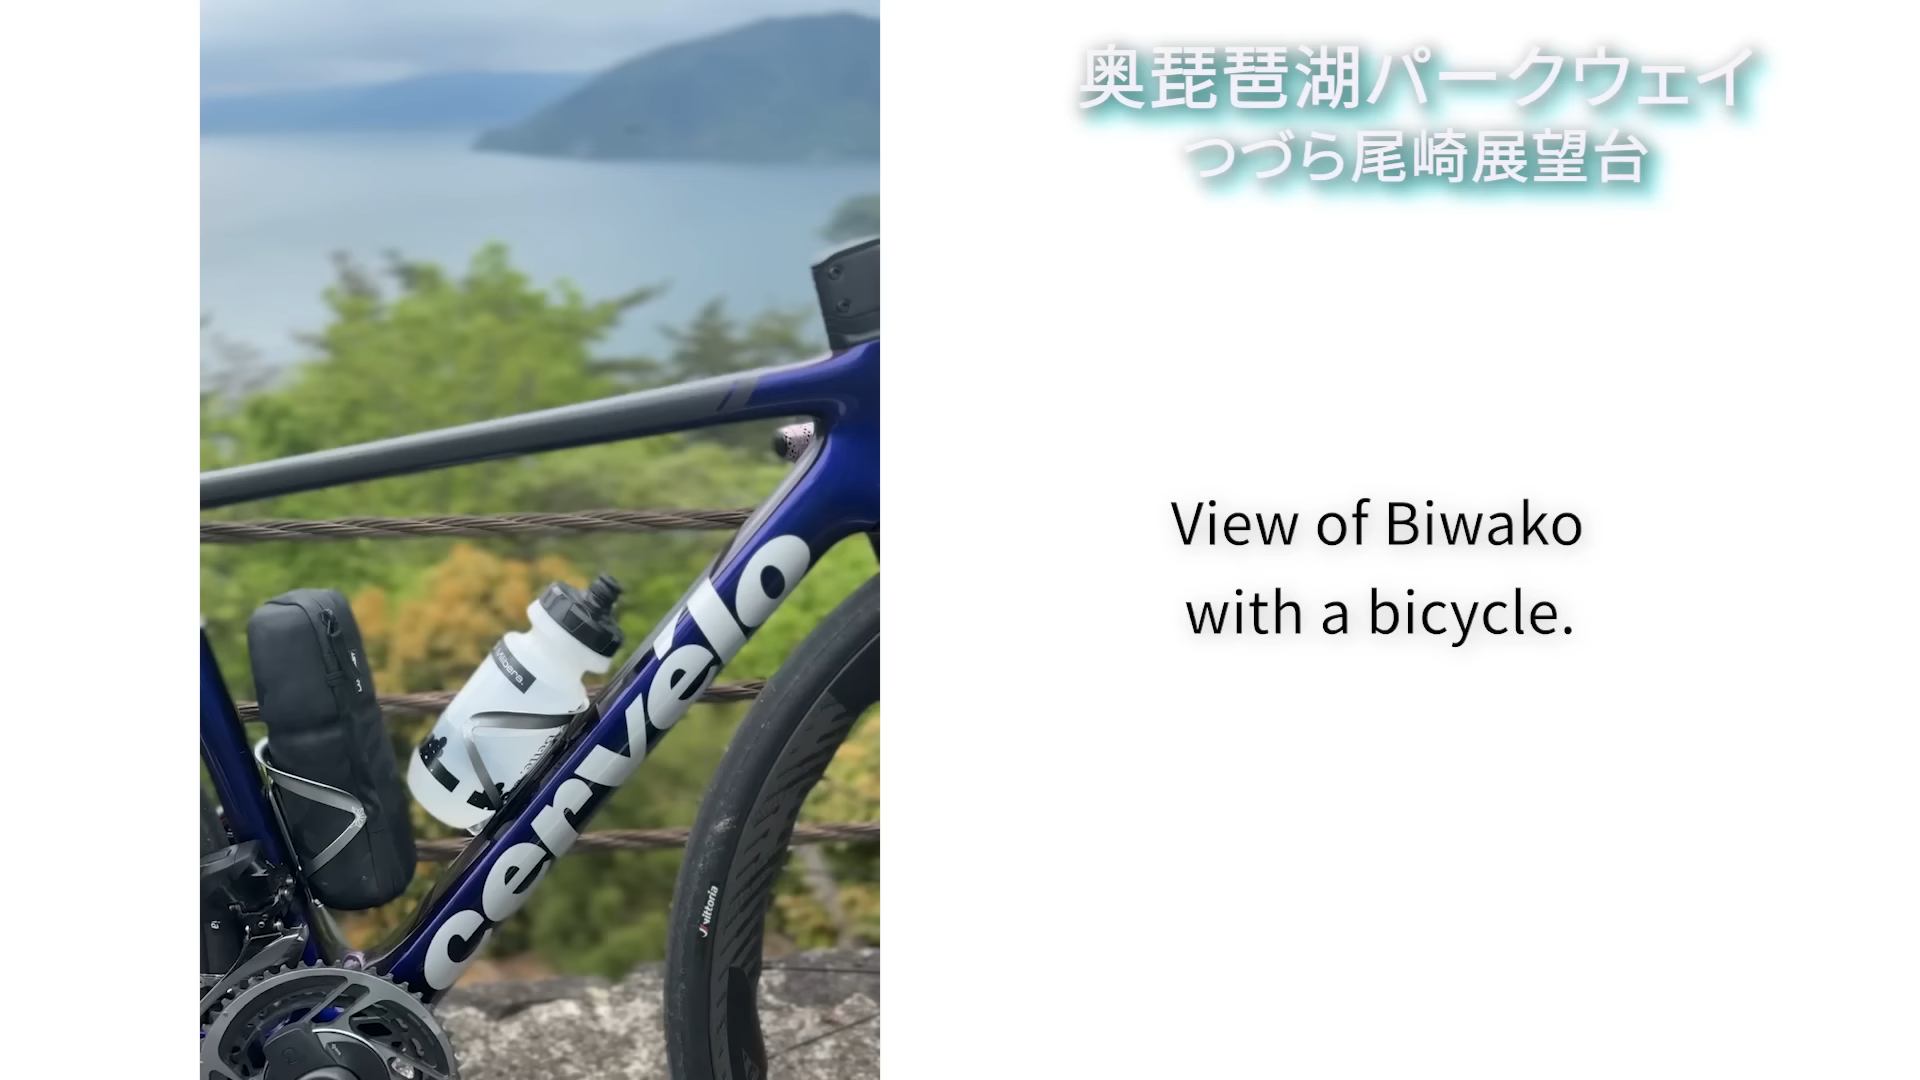 奥琵琶湖パークウェイ
つづら尾崎展望台
View of Biwako
with a bicycle.
cervelo
Vittoria